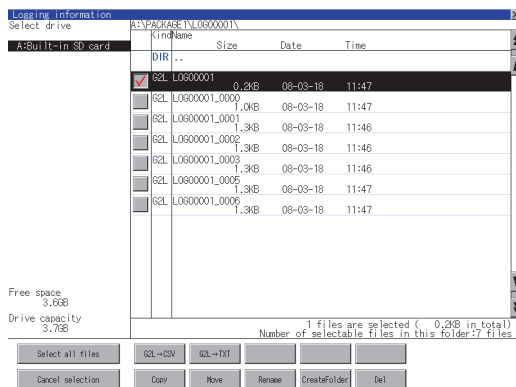 Logging information
Select drive
A:\PACKAGE1\LOG00001\
A:Built-in SD card
Kind Name
Size Date Time
DIR ..
G2L LOG00001
0.2KB 08-03-18 11:47
G2L LOG00001_0000
1.0KB 08-03-18 11:47
G2L LOG00001_0001
1.3KB 08-03-18 11:46
G2L LOG00001_0002
1.3KB 08-03-18 11:46
G2L LOG00001_0003
1.3KB 08-03-18 11:46
G2L LOG00001_0005
1.3KB 08-03-18 11:47
G2L LOG00001_0006
1.3KB 08-03-18 11:47
Free space
3.6GB
Drive capacity
3.7GB
1 files are selected ( 0.2KB in total)
Number of selectable files in this folder:7 files
Select all files G2L→CSV G2L→TXT
Cancel selection Copy Move Rename CreateFolder Del